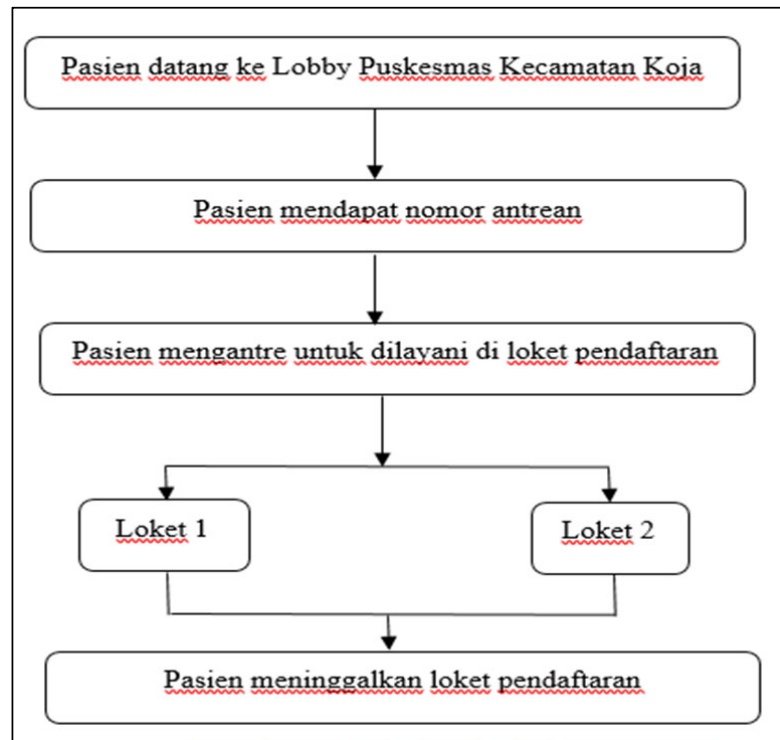 Pasien datang ke Lobby Puskesmas Kecamatan Koja
Pasien mendapat nomor antrean
Pasien mengantre untuk dilayani di loket pendaftaran
Loket 1
Loket 2
Pasien meninggalkan loket pendaftaran